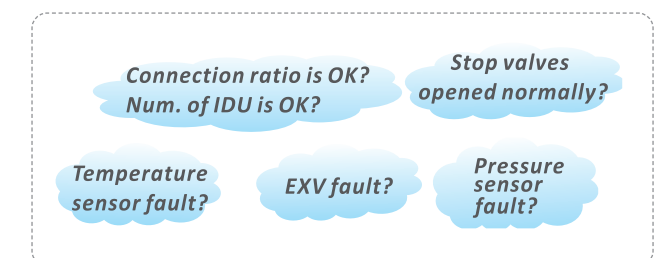 Connection ratio is OK?
Num. of IDU is OK?
Stop valves
opened normally?
Temperature
sensor fault?
EXV fault?
Pressure
sensor
fault?